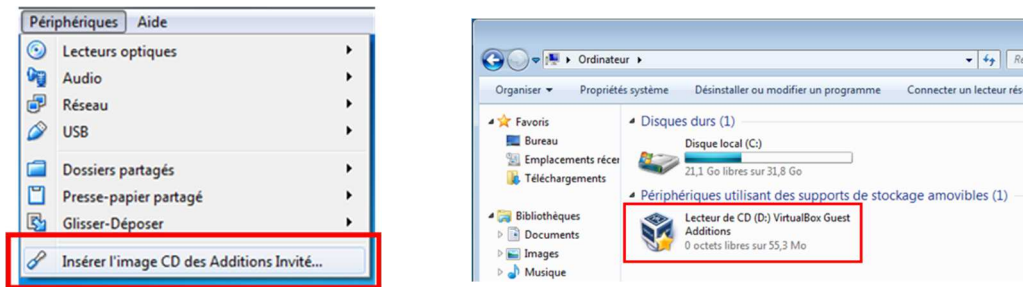 Périphériques Aide
Lecteurs optiques
Audio
Réseau
USB
Dossiers partagés
Presse-papier partagé
Glisser-Déposer
Insérer l'image CD des Additions Invité...
Ordinateur
Organiser Propriétés système Désinstaller ou modifier un programme Connecter un lecteur rés
Favoris
Bureau
Emplacements récer
Téléchargements
Bibliothèques
Documents
Images
Musique
Disques durs (1)
Disque local (C:)
21,1 Go libres sur 31,8 Go
Périphériques utilisant des supports de stockage amovibles (1)
Lecteur de CD (D:) VirtualBox Guest
Additions
0 octets libres sur 55,3 Mo